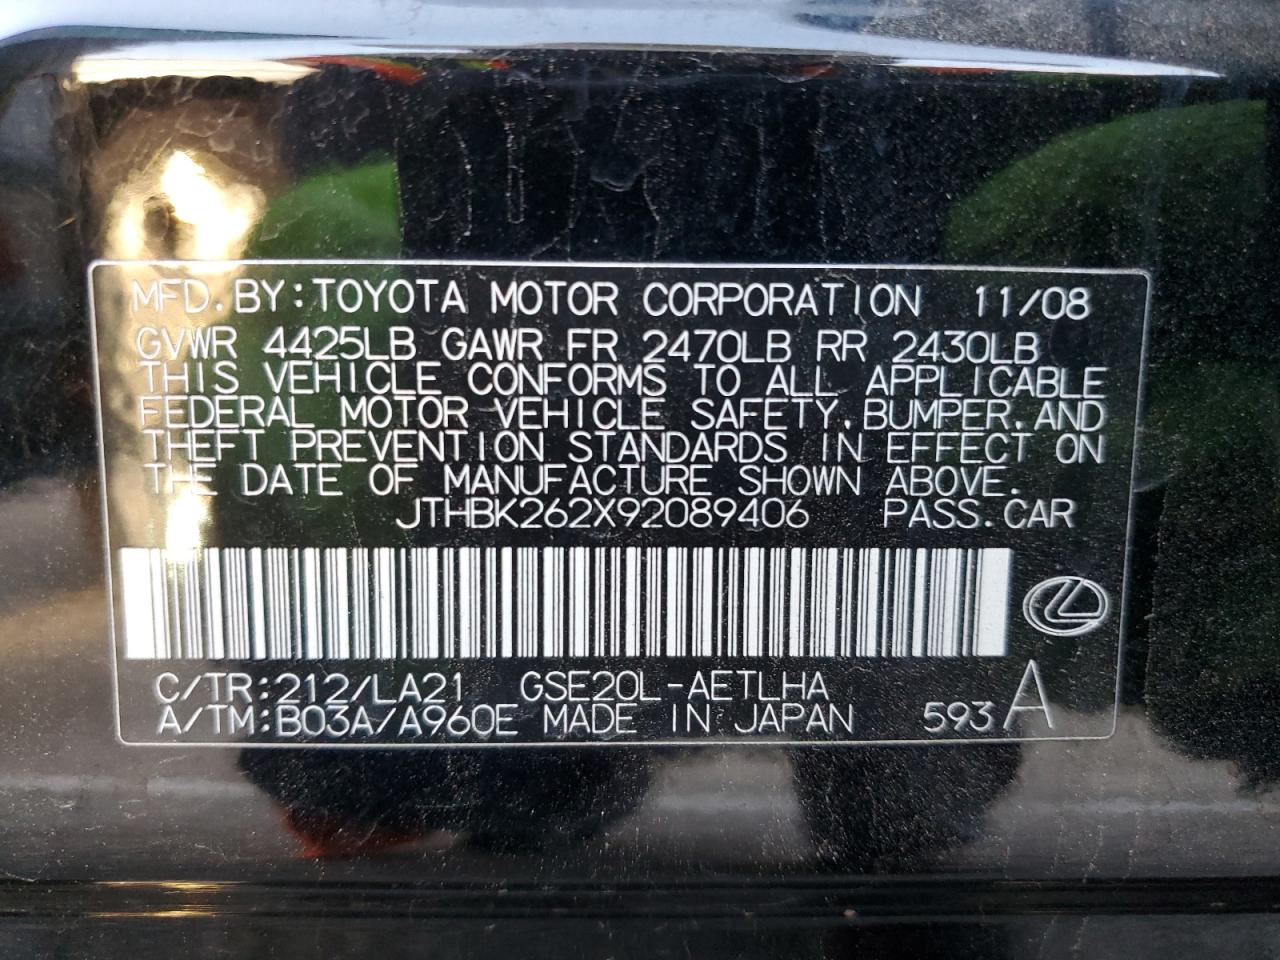 MFD. BY: TOYOTA MOTOR CORPORATION 11/08
GVWR 4425LB GAWR FR 2470LB RR 2430LB
THIS VEHICLE CONFORMS TO ALL APPLICABLE
FEDERAL MOTOR VEHICLE SAFETY, BUMPER, AND
THEFT PREVENTION STANDARDS IN EFFECT ON
THE DATE OF MANUFACTURE SHOWN ABOVE.
JTHBK262X92089406 PASS. CAR
C/TR: 212/LA21 GSE20L-AETLHA
A/TM: B03A/A960E MADE IN JAPAN 593 A